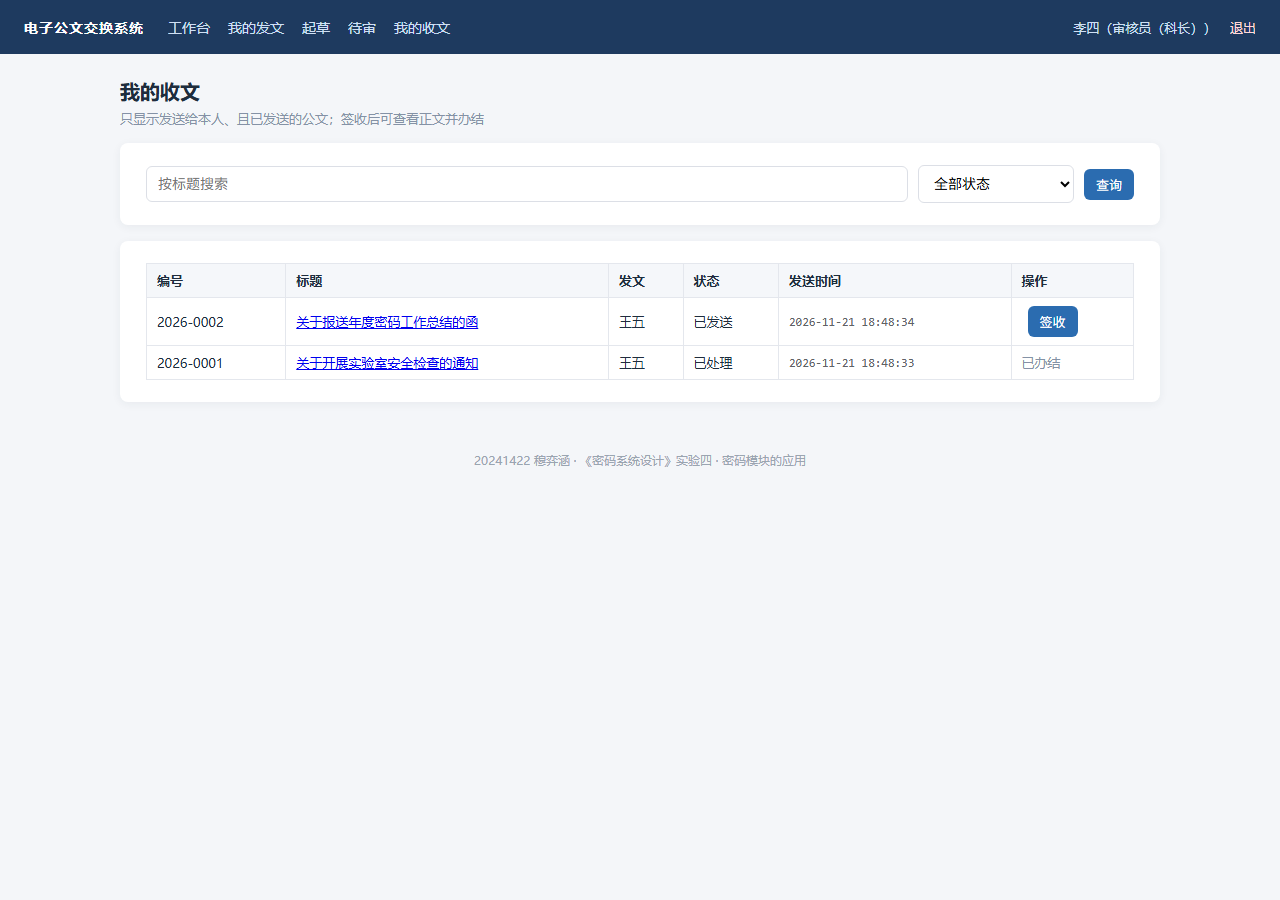 电子公文交换系统 工作台 我的发文 起草 待审 我的收文 李四（审核员（科长）） 退出
我的收文
只显示发送给本人、且已发送的公文；签收后可查看正文并办结
按标题搜索 全部状态 查询
编号 标题 发文 状态 发送时间 操作
2026-0002 关于报送年度密码工作总结的函 王五 已发送 2026-11-21 18:48:34 签收
2026-0001 关于开展实验室安全检查的通知 王五 已处理 2026-11-21 18:48:33 已办结
20241422 穆弈涵 · 《密码系统设计》实验四 · 密码模块的应用